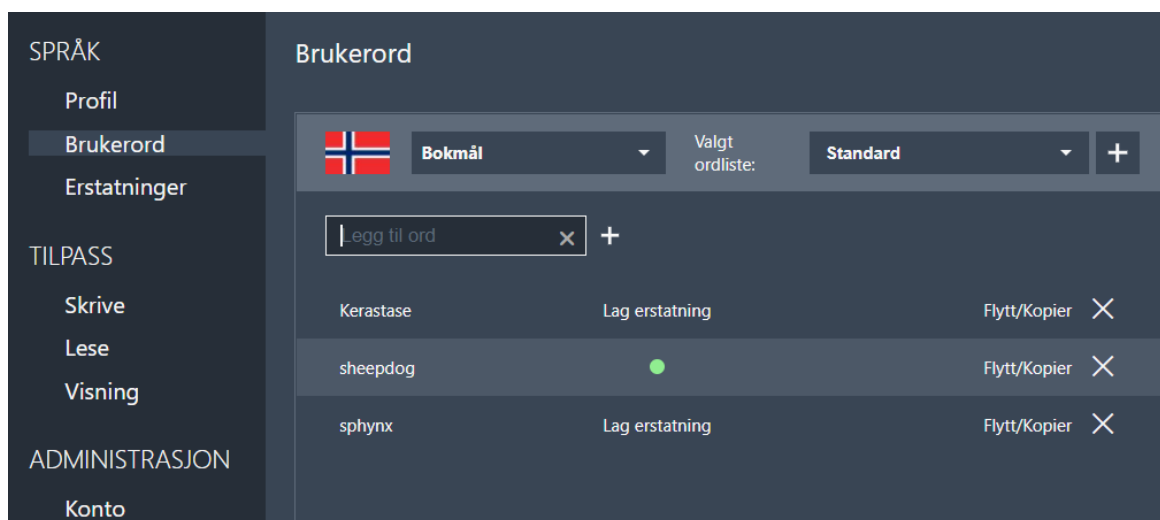 SPRÅK
Profil
Brukerord
Erstatninger
TILPASS
Skrive
Lese
Visning
ADMINISTRASJON
Konto
Brukerord
Bokmål
Valgt
ordliste:
Standard
+
Legg til ord × +
Kerastase Lag erstatning Flytt/Kopier ×
sheepdog Flytt/Kopier ×
sphynx Lag erstatning Flytt/Kopier ×